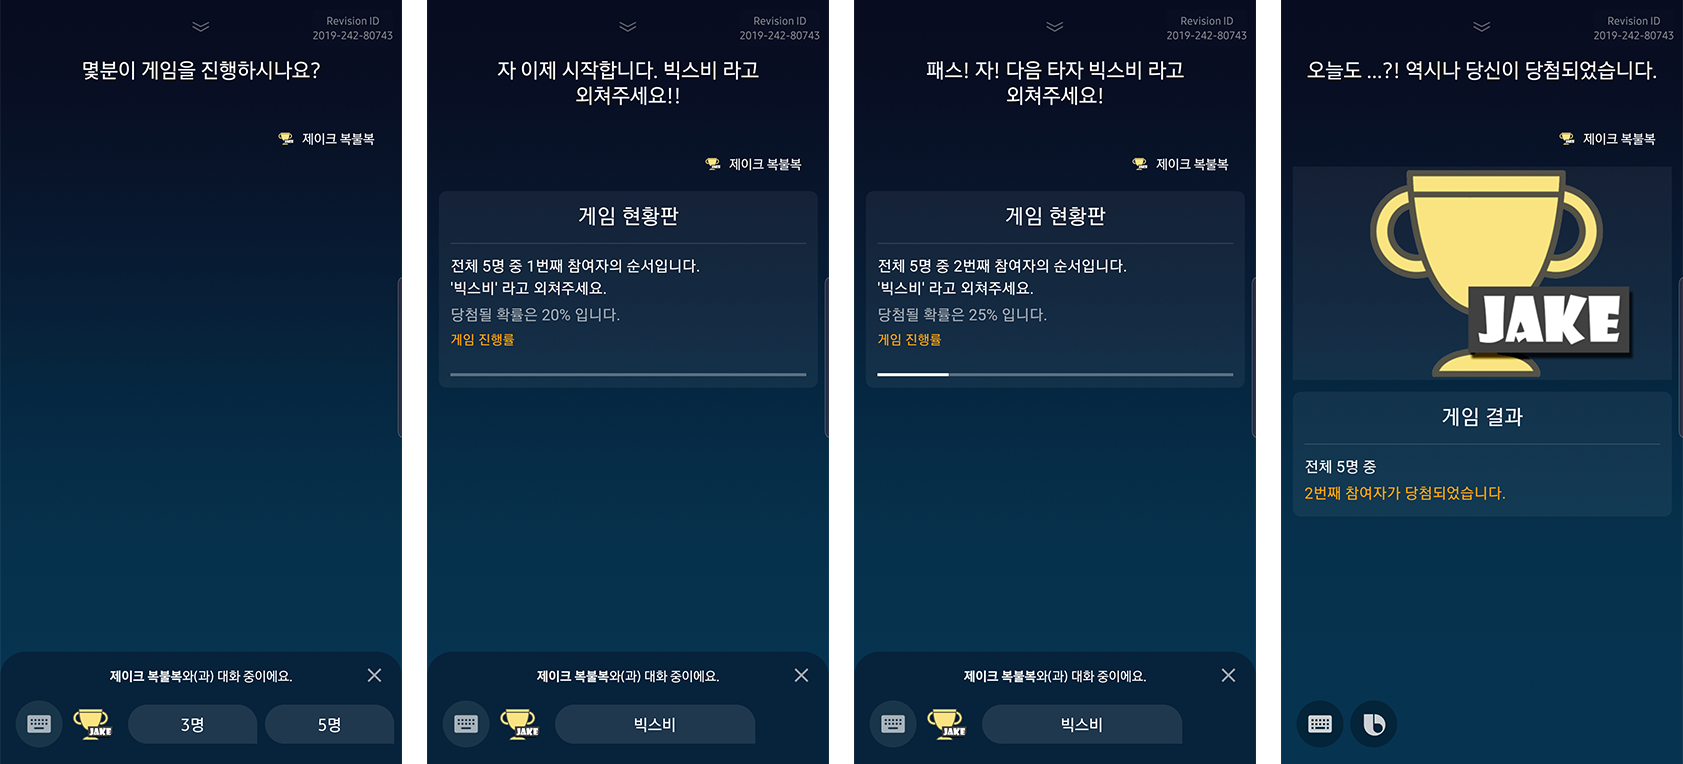 Revision ID
2019-242-80743
몇분이 게임을 진행하시나요?
제이크 복불복
제이크 복불복와(과) 대화 중이에요.
JAKE
3명
5명
Revision ID
2019-242-80743
자 이제 시작합니다. 빅스비 라고
외쳐주세요!!
제이크 복불복
게임 현황판
전체 5명 중 1번째 참여자의 순서입니다.
'빅스비' 라고 외쳐주세요.
당첨될 확률은 20% 입니다.
게임 진행률
제이크 복불복와(과) 대화 중이에요.
JAKE
빅스비
Revision ID
2019-242-80743
패스! 자! 다음 타자 빅스비 라고
외쳐주세요!
제이크 복불복
게임 현황판
전체 5명 중 2번째 참여자의 순서입니다.
'빅스비' 라고 외쳐주세요.
당첨될 확률은 25% 입니다.
게임 진행률
제이크 복불복와(과) 대화 중이에요.
JAKE
빅스비
Revision ID
2019-242-80743
오늘도 ...?! 역시나 당신이 당첨되었습니다.
제이크 복불복
JAKE
게임 결과
전체 5명 중
2번째 참여자가 당첨되었습니다.